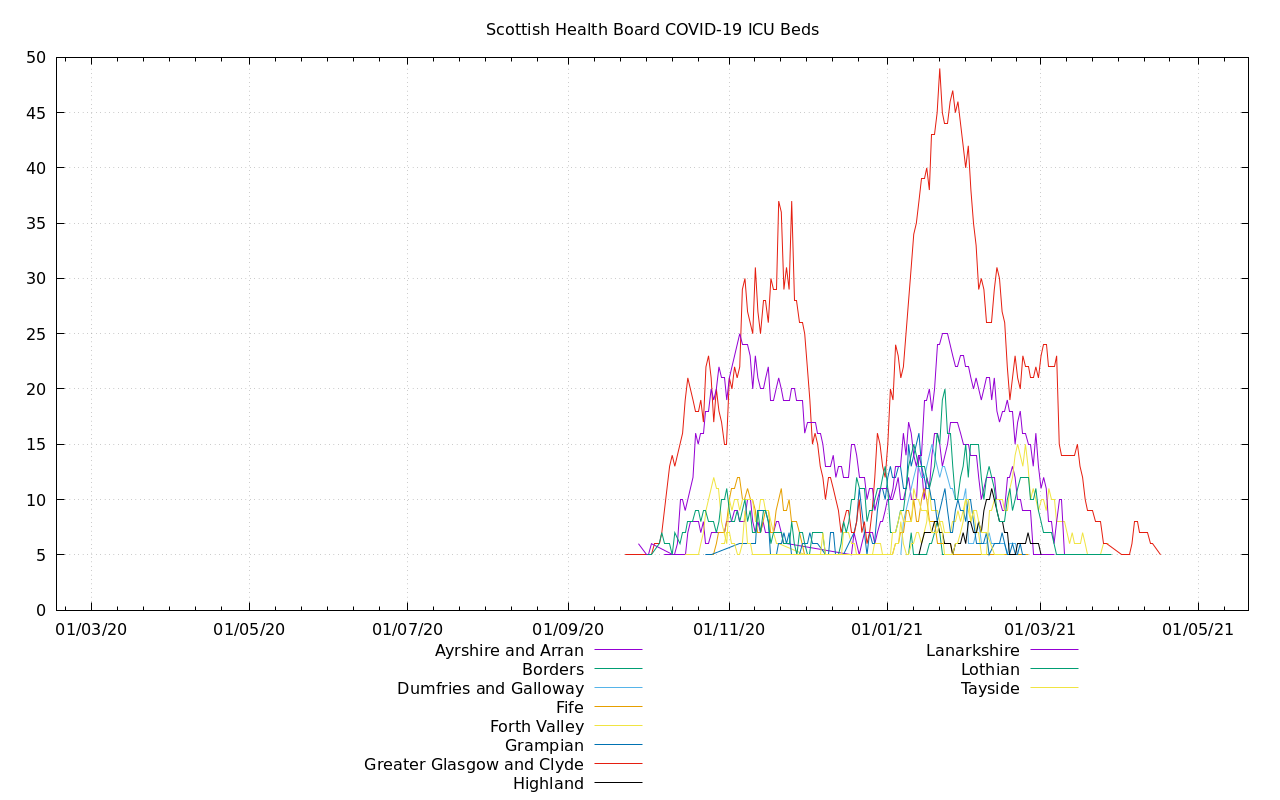 Scottish Health Board COVID-19 ICU Beds
50
45
40
35
30
25
20
15
10
5
0
01/03/20 01/05/20 01/07/20 01/09/20 01/11/20 01/01/21 01/03/21 01/05/21
Ayrshire and Arran
Borders
Dumfries and Galloway
Fife
Forth Valley
Grampian
Greater Glasgow and Clyde
Highland
Lanarkshire
Lothian
Tayside